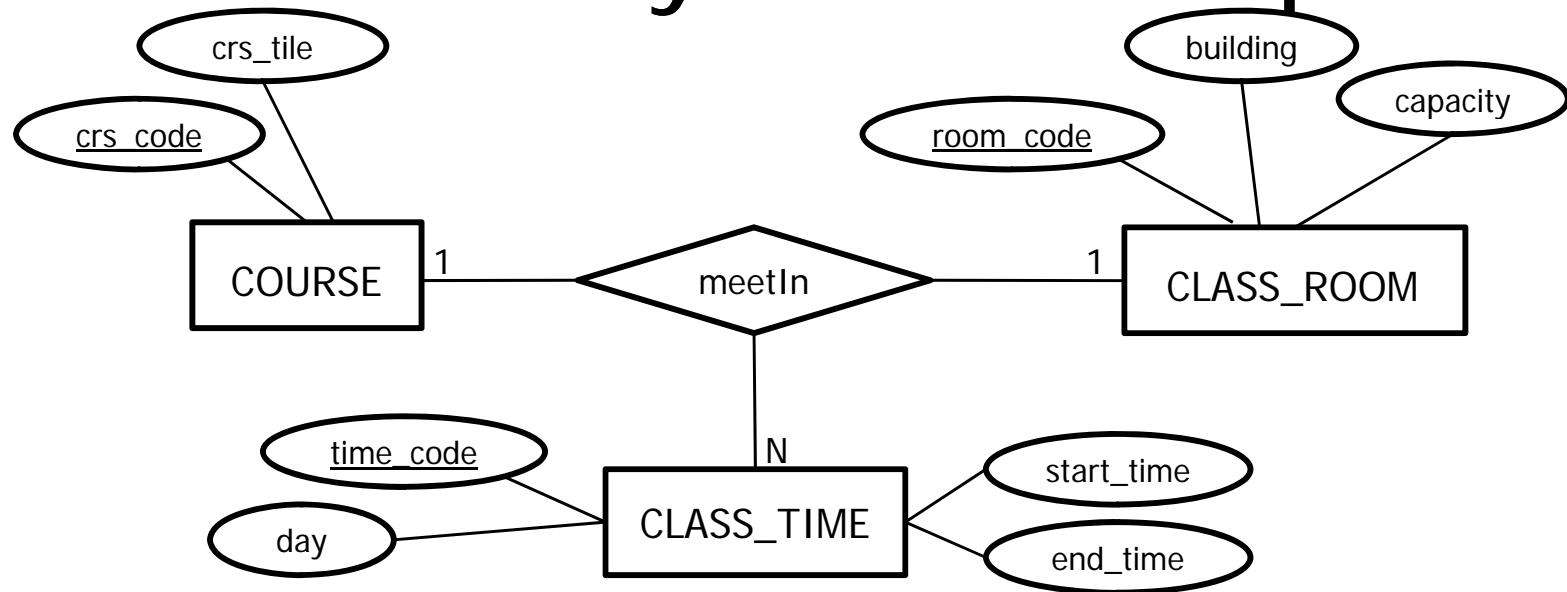 crs_tile
building
capacity
crs_code
room_code
COURSE
1
meetIn
1
CLASS_ROOM
time_code
N
start_time
day
CLASS_TIME
end_time